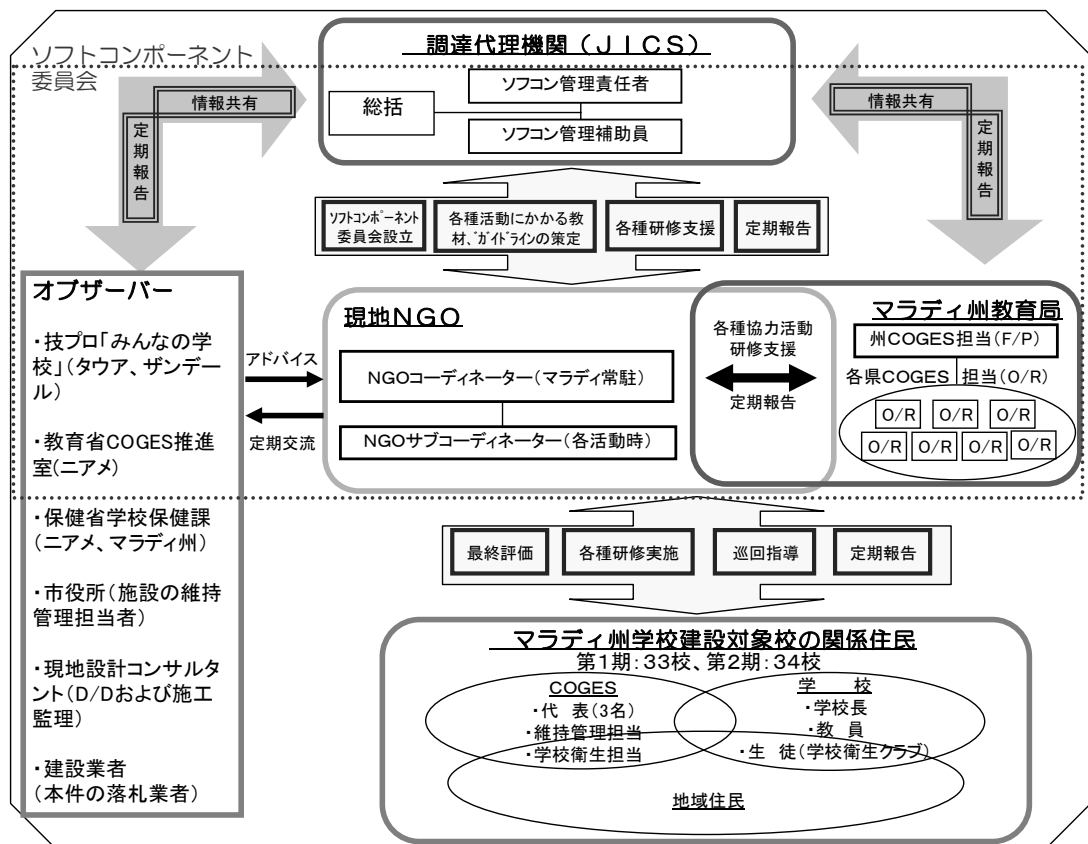 ソフトコンポーネント
委員会
調達代理機関(JICS)
ソフコン管理責任者
総括
ソフコン管理補助員
情報共有
定期報告
情報共有
定期報告
ソフトコンポーネント
委員会設立
各種活動にかかる教
材、ガイドラインの策定
各種研修支援
定期報告
オブザーバー
・技プロ「みんなの学
校」(タウア、ザンデー
ル)
・教育省COGES推進
室(ニアメ)
・保健省学校保健課
(ニアメ、マラディ州)
・市役所(施設の維持
管理担当者)
・現地設計コンサルタ
ント(D/Dおよび施工
監理)
・建設業者
(本件の落札業者)
アドバイス
定期交流
現地NGO
NGOコーディネーター(マラディ常駐)
NGOサブコーディネーター(各活動時)
各種協力活動
研修支援
定期報告
マラディ州教育局
州COGES担当(F/P)
各県COGES 担当(O/R)
O/R O/R O/R
O/R O/R O/R O/R
最終評価
各種研修実施
巡回指導
定期報告
マラディ州学校建設対象校の関係住民
第1期:33校、第2期:34校
COGES
・代 表(3名)
・維持管理担当
・学校衛生担当
学 校
・学校長
・教 員
・生 徒(学校衛生クラブ)
地域住民